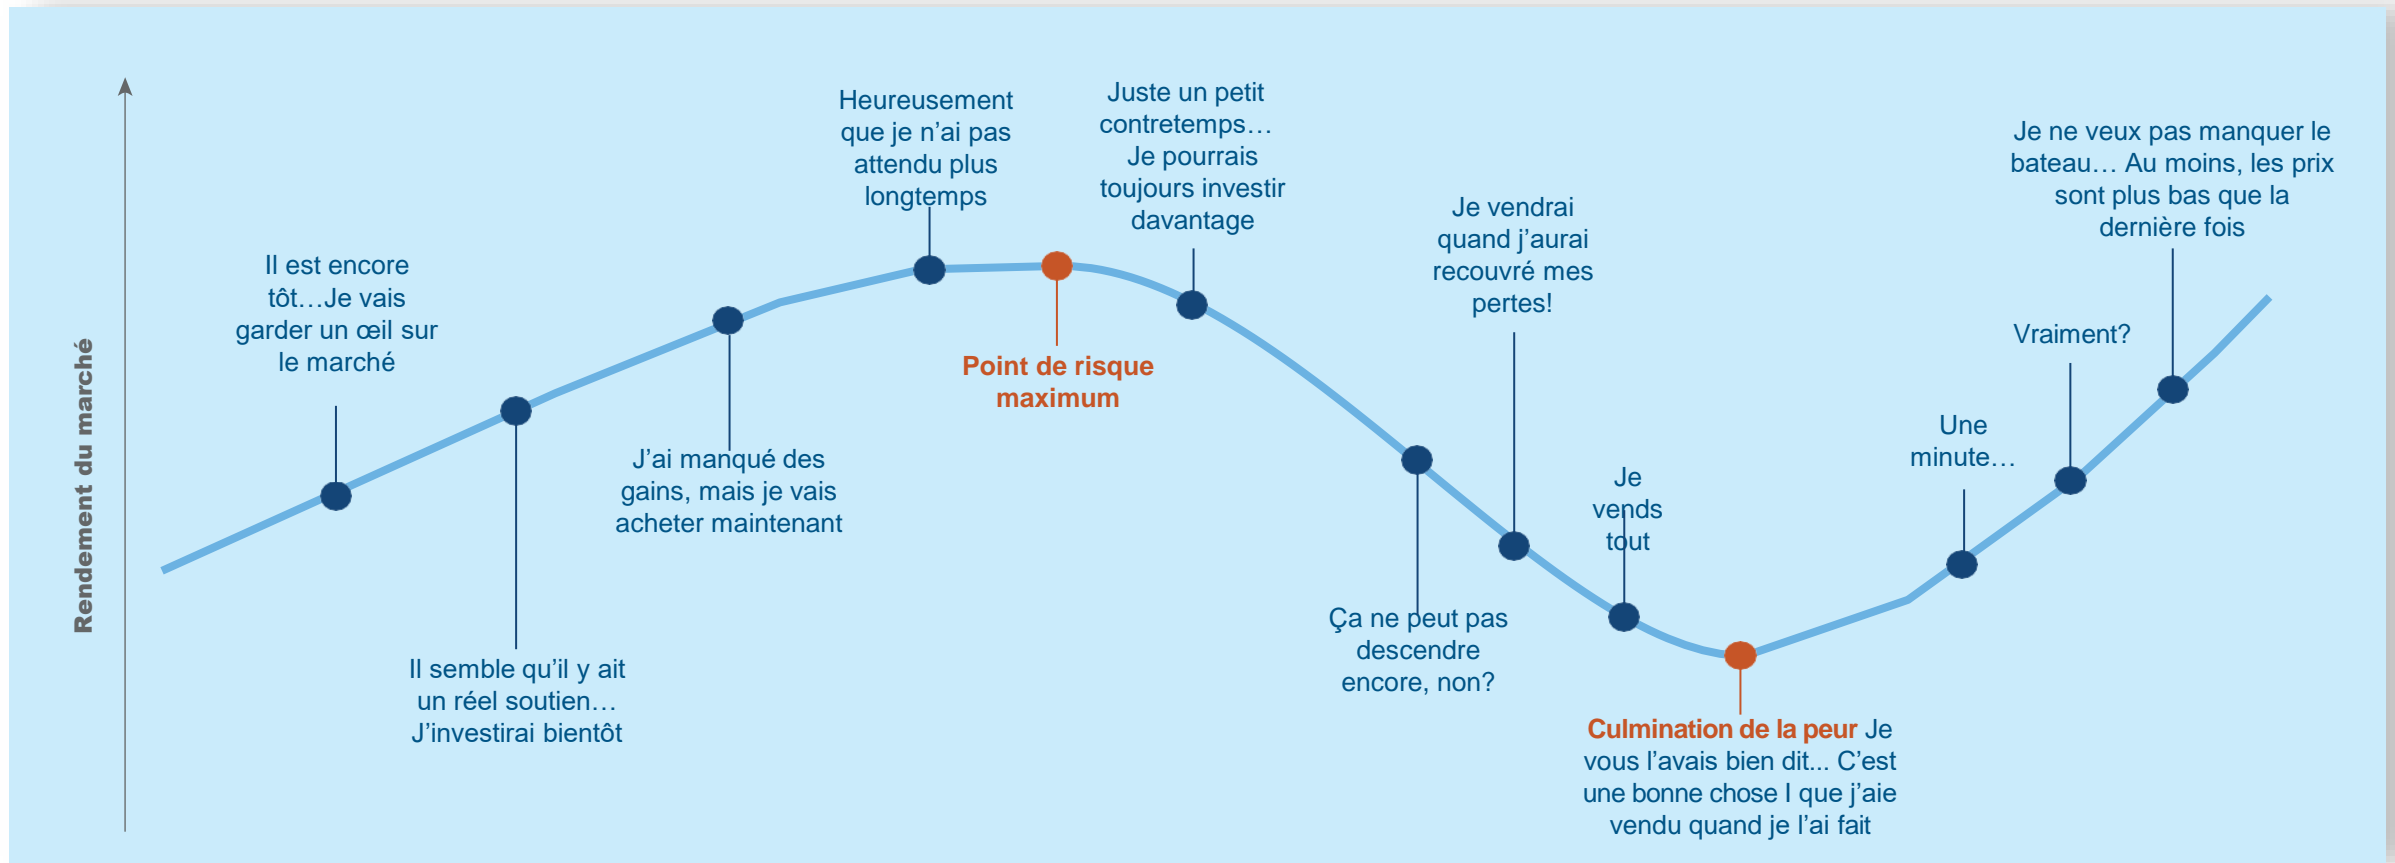 Rendement du marché
Il est encore
tôt…Je vais
garder un œil sur
le marché
Il semble qu’il y ait
un réel soutien…
J’investirai bientôt
J’ai manqué des
gains, mais je vais
acheter maintenant
Heureusement
que je n’ai pas
attendu plus
longtemps
Point de risque
maximum
Juste un petit
contretemps…
Je pourrais
toujours investir
davantage
Ça ne peut pas
descendre
encore, non?
Je vendrai
quand j’aurai
recouvré mes
pertes!
Je
vends
tout
Culmination de la peur Je
vous l’avais bien dit... C’est
une bonne chose I que j’aie
vendu quand je l’ai fait
Une
minute…
Vraiment?
Je ne veux pas manquer le
bateau… Au moins, les prix
sont plus bas que la
dernière fois